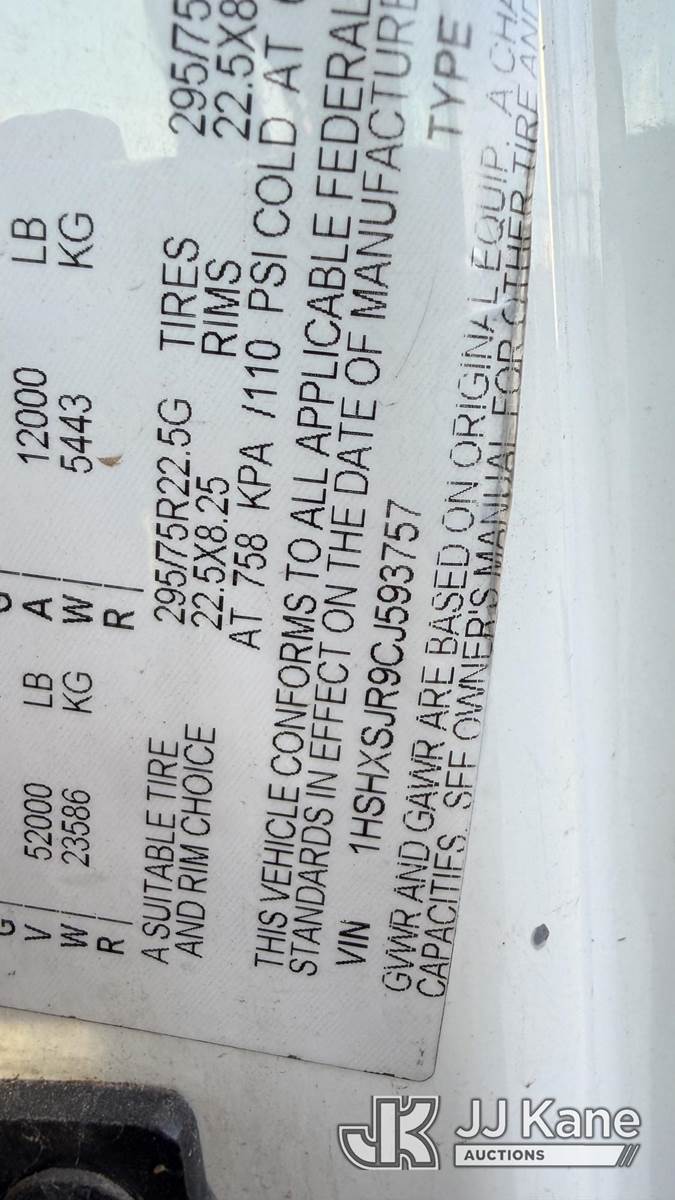 G V W R 52000 LB
23586 KG
G A W R 12000 LB
5443 KG
A SUITABLE TIRE
AND RIM CHOICE
295/75R22.5G TIRES 295/75
22.5X8.25 RIMS 22.5X8
AT 758 KPA /110 PSI COLD AT
THIS VEHICLE CONFORMS TO ALL APPLICABLE FEDERAL
STANDARDS IN EFFECT ON THE DATE OF MANUFACTURE
VIN 1HSHXSJR9CJ593757 TYPE
GVWR AND GAWR ARE BASED ON ORIGINAL EQUIP. A CHA
CAPACITIES. SEE OWNER'S MANUAL FOR OTHER TIRE AND
JK JJ Kane
AUCTIONS